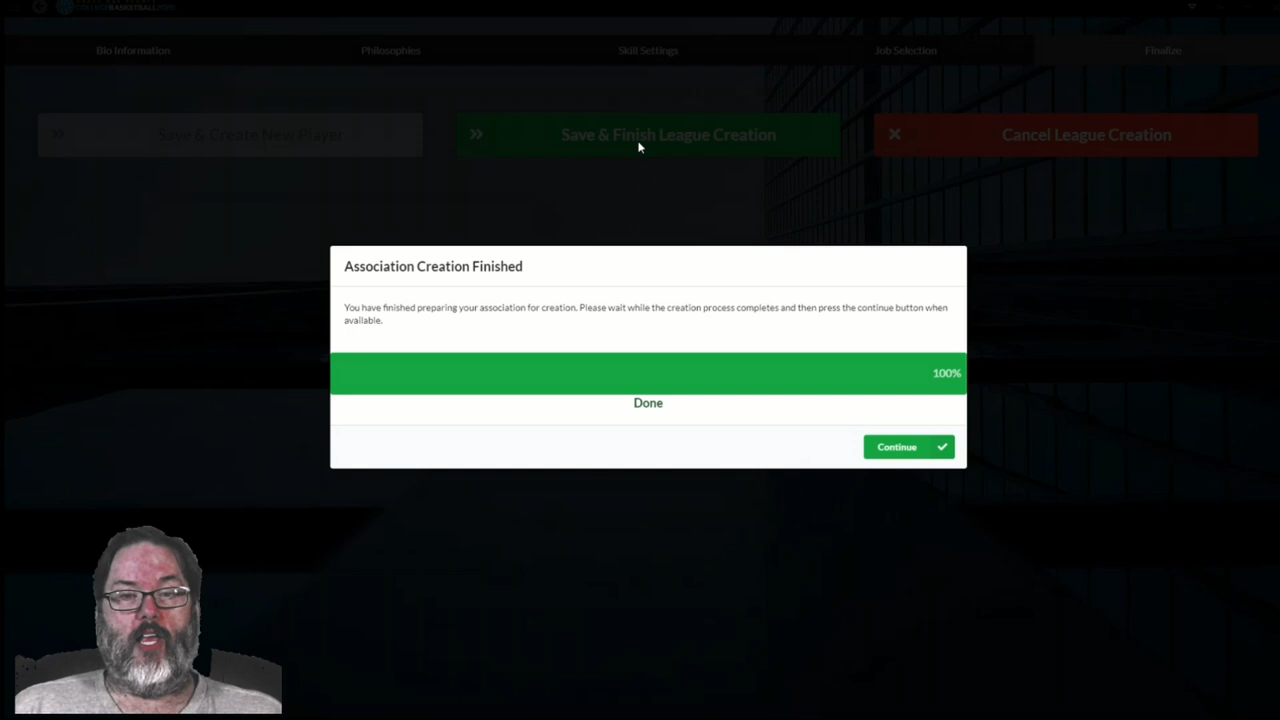 COLLEGE BASKETBALL
Bio Information
Philosophies
Skill Settings
Job Selection
Finalize
Save & Create New Player
Save & Finish League Creation
Cancel League Creation
Association Creation Finished
You have finished preparing your association for creation. Please wait while the creation process completes and then press the continue button when
available.
100%
Done
Continue